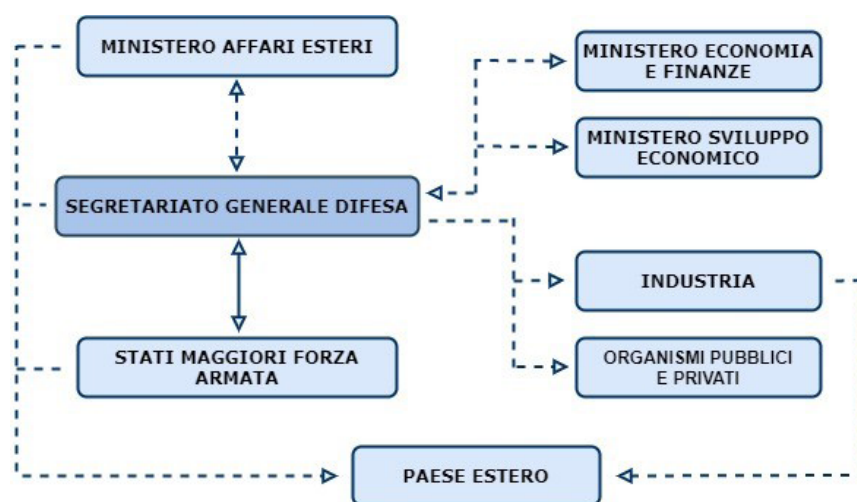 MINISTERO AFFARI ESTERI
MINISTERO ECONOMIA
E FINANZE
MINISTERO SVILUPPO
ECONOMICO
SEGRETARIATO GENERALE DIFESA
INDUSTRIA
STATI MAGGIORI FORZA
ARMATA
ORGANISMI PUBBLICI
E PRIVATI
PAESE ESTERO